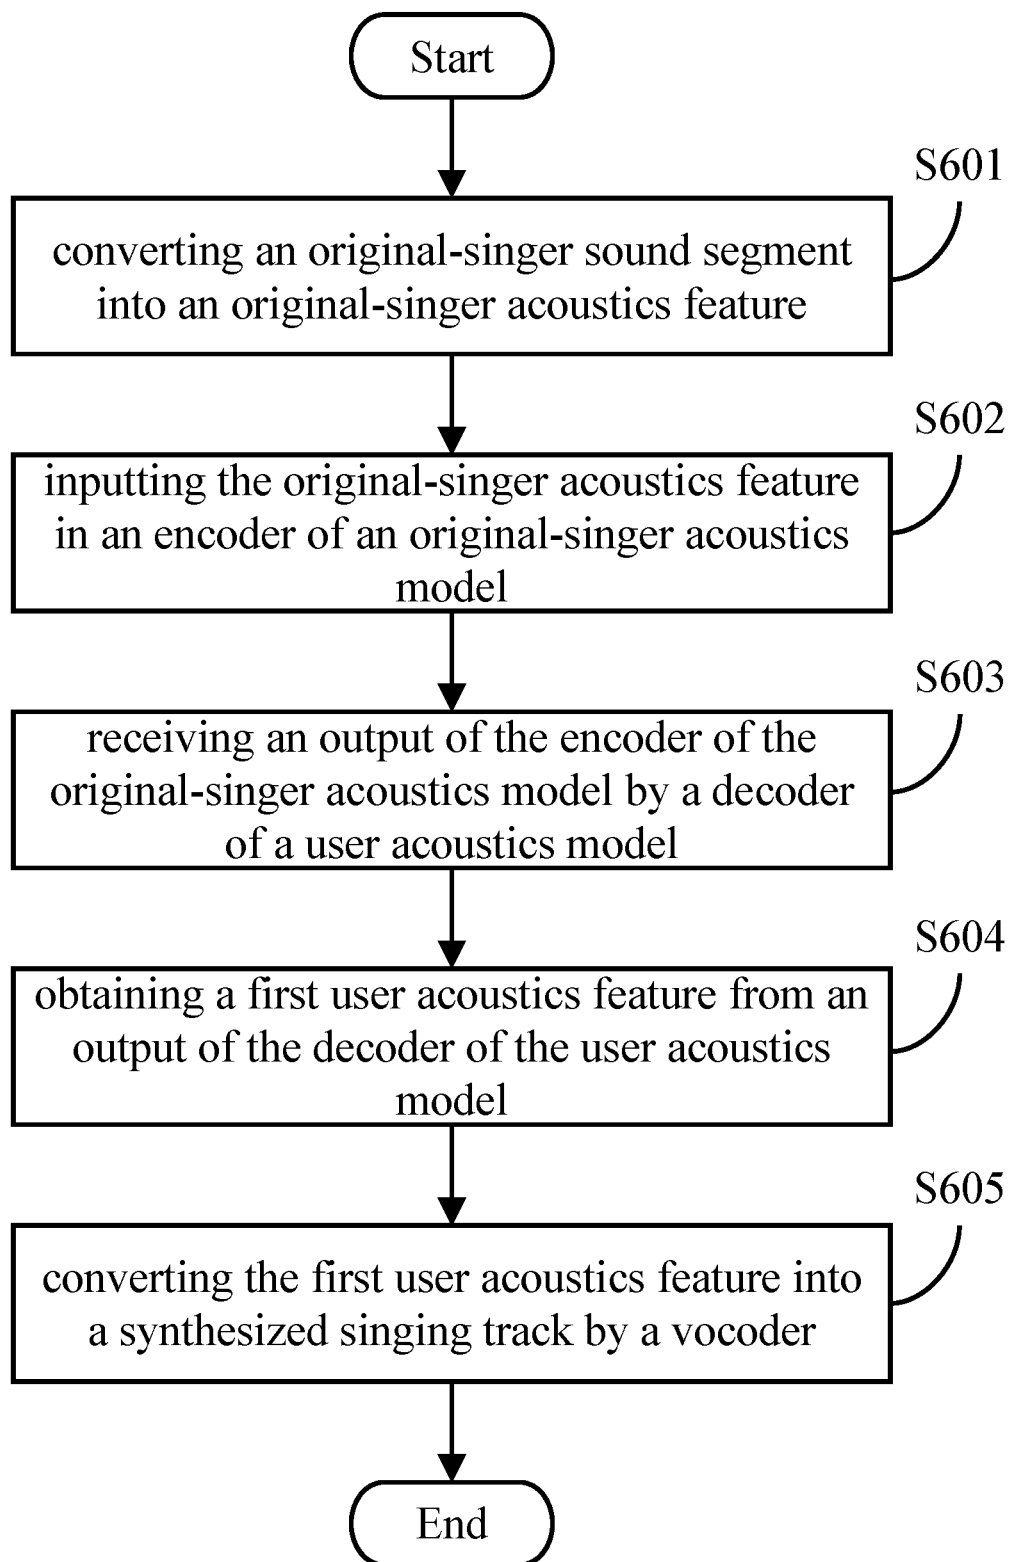 Start
S601
converting an original-singer sound segment
into an original-singer acoustics feature
S602
inputting the original-singer acoustics feature
in an encoder of an original-singer acoustics
model
S603
receiving an output of the encoder of the
original-singer acoustics model by a decoder
of a user acoustics model
S604
obtaining a first user acoustics feature from an
output of the decoder of the user acoustics
model
S605
converting the first user acoustics feature into
a synthesized singing track by a vocoder
End